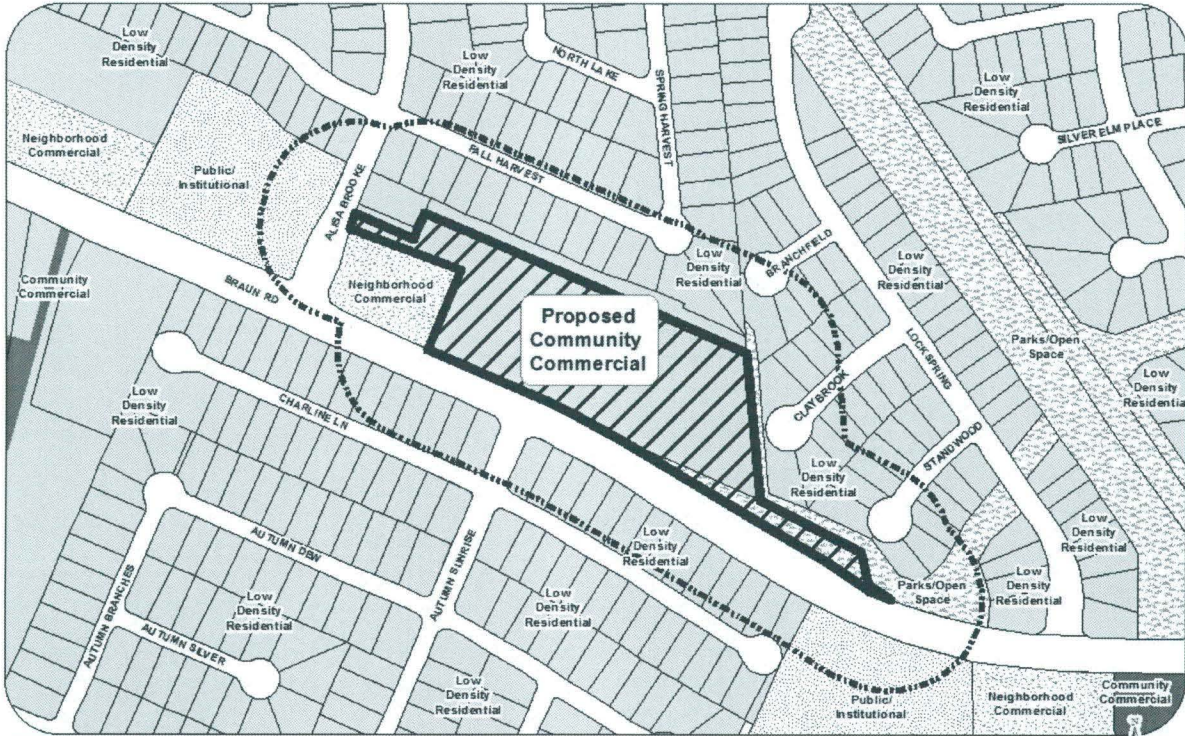 Low
Density
Residential
Low
Density
Residential
NORTH LAKE
SPRING HARVEST
Low
Density
Residential
SILVER ELM PLACE
Neighborhood
Commercial
Public/
Institutional
FALL HARVEST
ALISA BROOKE
Low
Density
Residential
BRANCHFIELD
Low
Density
Residential
Community
Commercial
BRAUN RD
Neighborhood
Commercial
Proposed
Community
Commercial
LOCKSPRING
Parks/Open
Space
Low
Density
Residential
CLAYBROOK
Low
Density
Residential
CHARLINE LN
STANDWOOD
Low
Density
Residential
Low
Density
Residential
Low
Density
Residential
AUTUMN DEW
AUTUMN SUNRISE
Parks/Open
Space
Low
Density
Residential
AUTUMN BRANCHES
Low
Density
Residential
Low
Density
Residential
AUTUMN SILVER
Low
Density
Residential
Public/
Institutional
Neighborhood
Commercial
Community
Commercial